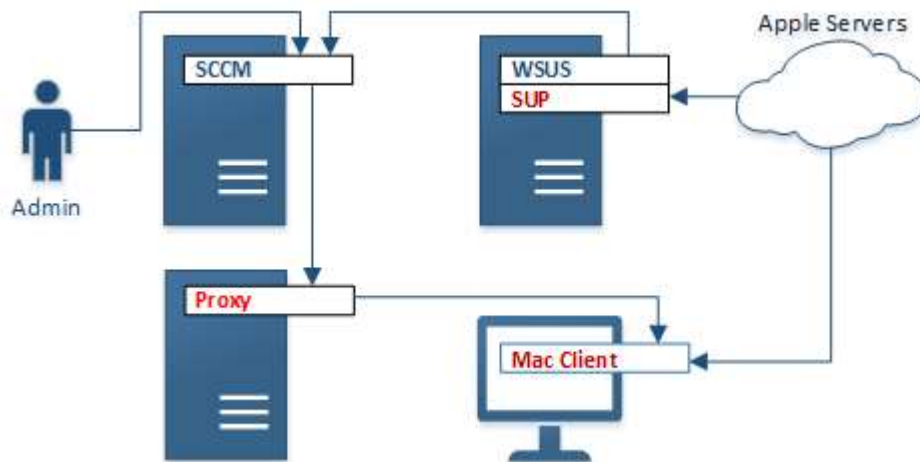 Apple Servers
SCCM
WSUS
SUP
Admin
Proxy
Mac Client